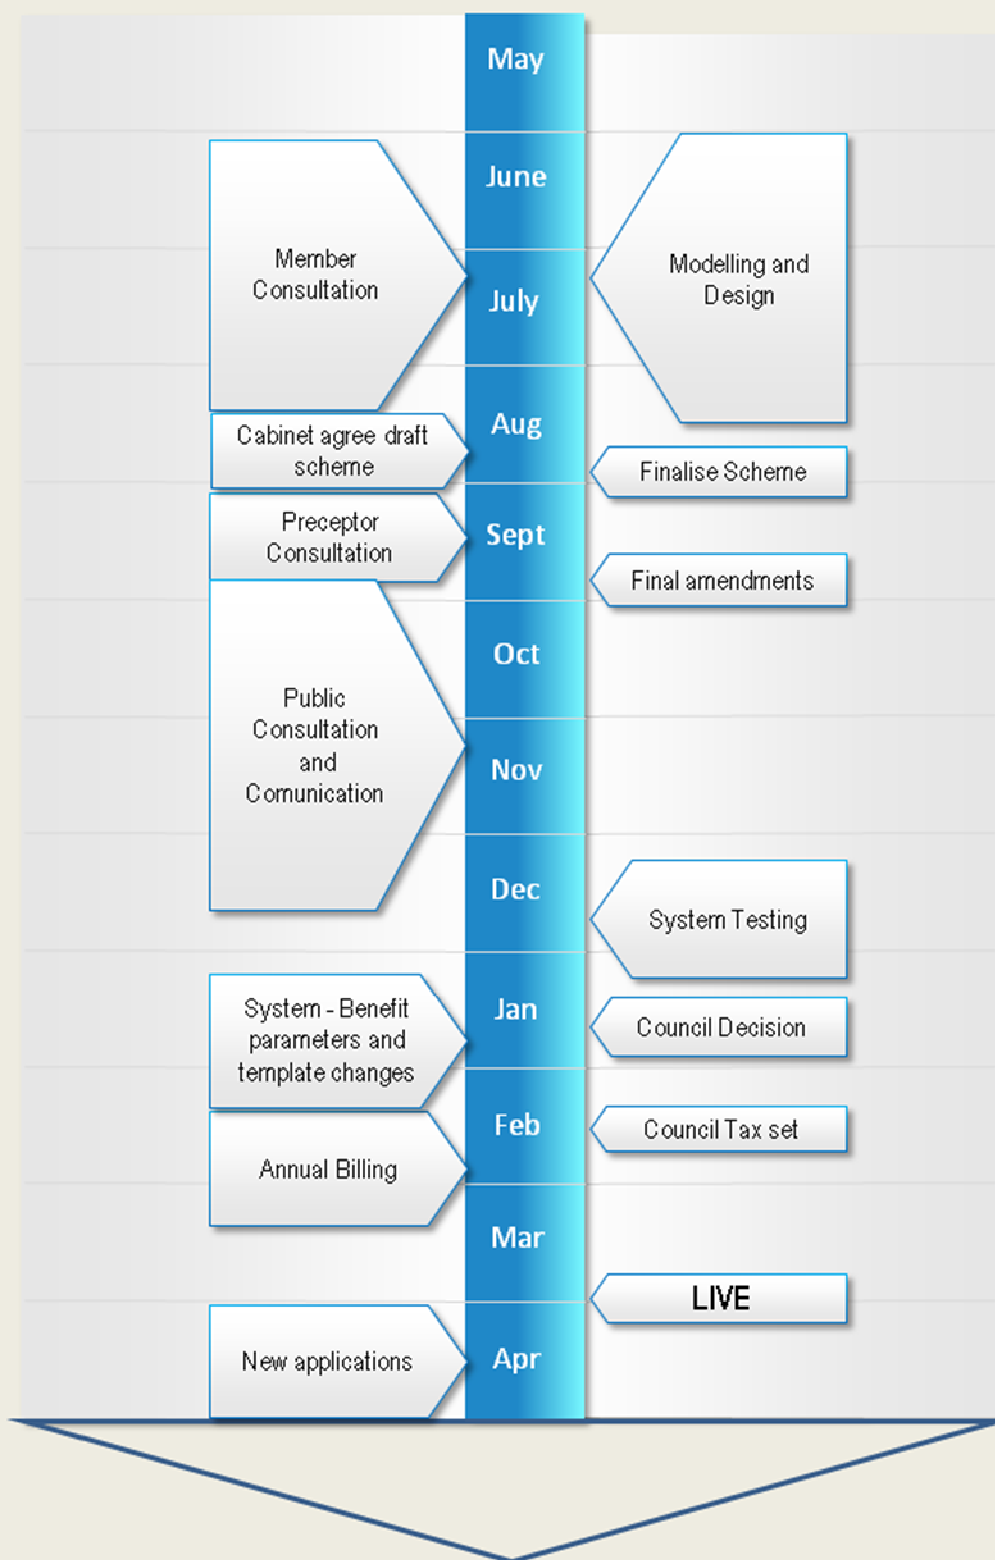 May
June
Member
Consultation
Modelling and
Design
July
Aug
Cabinet agree draft
scheme
Finalise Scheme
Preceptor
Consultation
Sept
Final amendments
Oct
Public
Consultation
and
Comunication
Nov
Dec
System Testing
System - Benefit
parameters and
template changes
Jan
Council Decision
Feb
Council Tax set
Annual Billing
Mar
LIVE
New applications
Apr